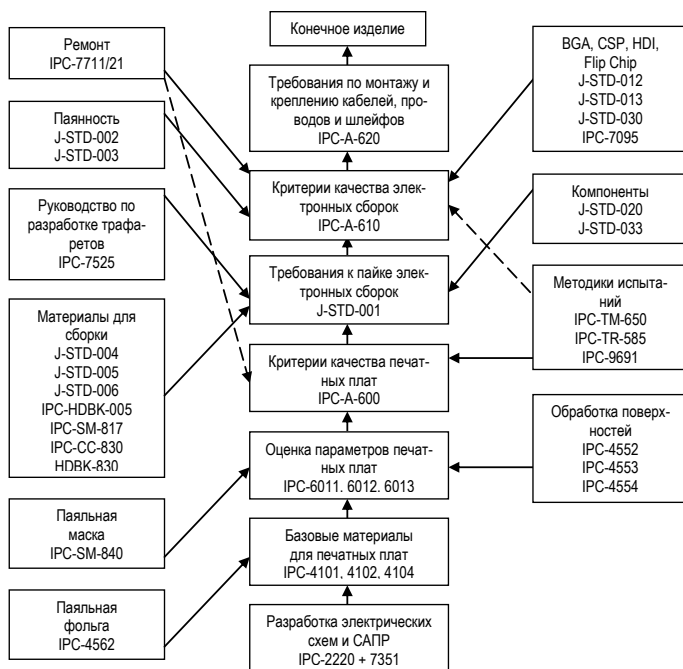 Ремонт
IPC-7711/21
Паянность
J-STD-002
J-STD-003
Руководство по
разработке трафа-
ретов
IPC-7525
Материалы для
сборки
J-STD-004
J-STD-005
J-STD-006
IPC-HDBK-005
IPC-SM-817
IPC-CC-830
HDBK-830
Паяльная
маска
IPC-SM-840
Паяльная
фольга
IPC-4562
Конечное изделие
Требования по монтажу и
креплению кабелей, про-
водов и шлейфов
IPC-A-620
Критерии качества элек-
тронных сборок
IPC-A-610
Требования к пайке элек-
тронных сборок
J-STD-001
Критерии качества печат-
ных плат
IPC-A-600
Оценка параметров печат-
ных плат
IPC-6011, 6012, 6013
Базовые материалы
для печатных плат
IPC-4101, 4102, 4104
Разработка электрических
схем и САПР
IPC-2220 + 7351
BGA, CSP, HDI,
Flip Chip
J-STD-012
J-STD-013
J-STD-030
IPC-7095
Компоненты
J-STD-020
J-STD-033
Методики испыта-
ний
IPC-TM-650
IPC-TR-585
IPC-9691
Обработка поверх-
ностей
IPC-4552
IPC-4553
IPC-4554